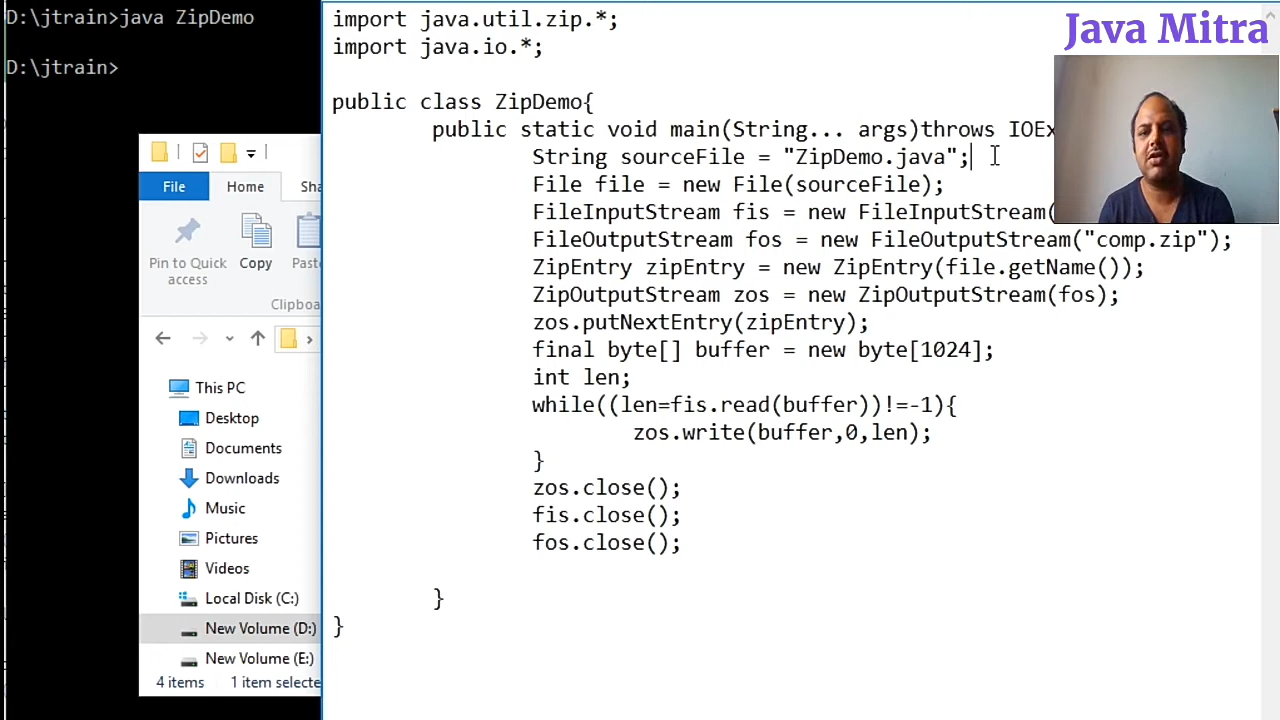 D:\jtrain>java ZipDemo
D:\jtrain>
File
Home
Sha
Pin to Quick
access
Copy
Paste
Clipboa
This PC
Desktop
Documents
Downloads
Music
Pictures
Videos
Local Disk (C:)
New Volume (D:)
New Volume (E:)
4 items
1 item selecte
import java.util.zip.*;
import java.io.*;
public class ZipDemo{
public static void main(String... args)throws IOEx
String sourceFile = "ZipDemo.java";
File file = new File(sourceFile);
FileInputStream fis = new FileInputStream(
FileOutputStream fos = new FileOutputStream("comp.zip");
ZipEntry zipEntry = new ZipEntry(file.getName());
ZipOutputStream zos = new ZipOutputStream(fos);
zos.putNextEntry(zipEntry);
final byte[] buffer = new byte[1024];
int len;
while((len=fis.read(buffer))!=-1){
zos.write(buffer,0,len);
}
zos.close();
fis.close();
fos.close();
}
}
Java Mitra